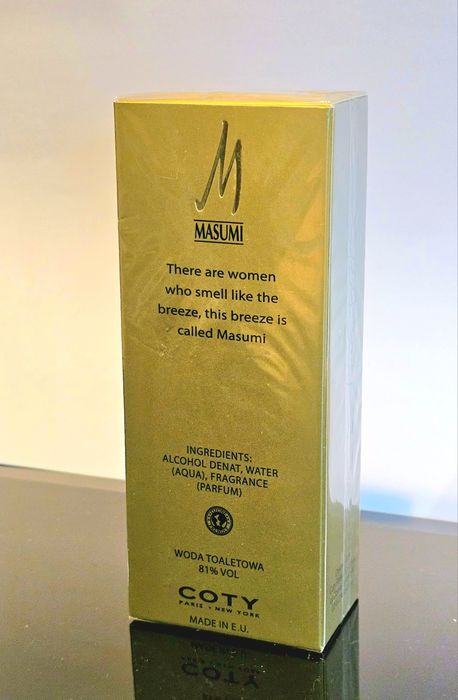 M
MASUMI
There are women
who smell like the
breeze, this breeze is
called Masumi
INGREDIENTS:
ALCOHOL DENAT, WATER
(AQUA), FRAGRANCE
(PARFUM)
WODA TOALETOWA
81% VOL
COTY
PARIS • NEW YORK
MADE IN E.U.